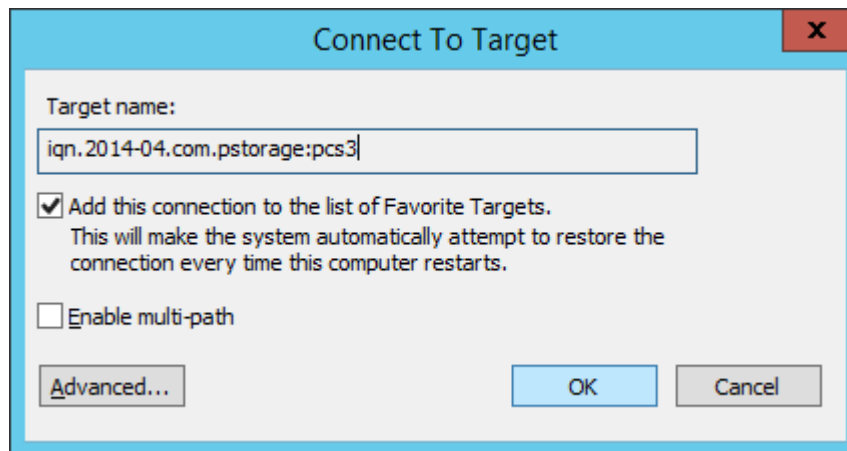 Connect To Target
x
Target name:
iqn.2014-04.com.pstorage:pcs3
Add this connection to the list of Favorite Targets.
This will make the system automatically attempt to restore the
connection every time this computer restarts.
Enable multi-path
Advanced... OK Cancel